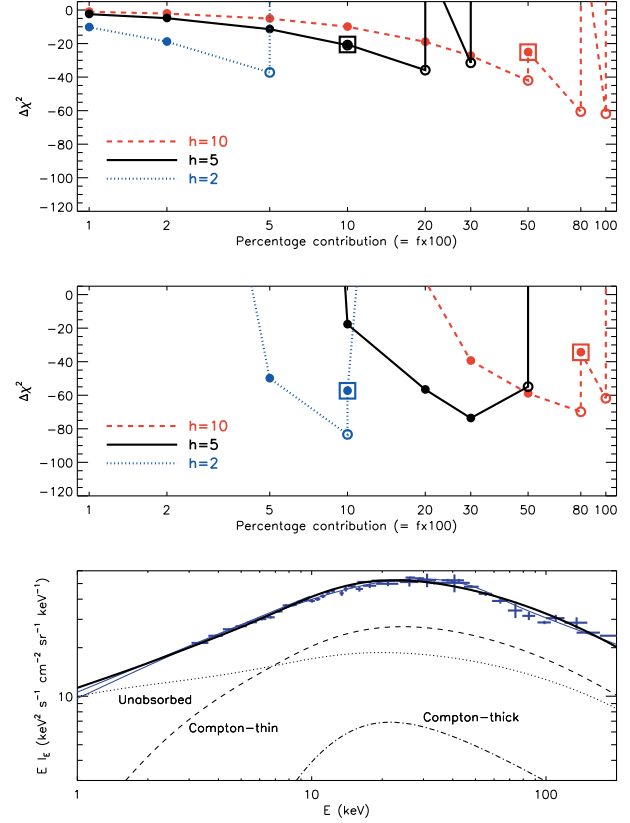 0
−20
−40
−60
−80
−100
−120
Δχ²
h=10
h=5
h=2
1 2 5 10 20 30 50 80 100
Percentage contribution (= fx100)
0
−20
−40
−60
−80
−100
−120
Δχ²
h=10
h=5
h=2
1 2 5 10 20 30 50 80 100
Percentage contribution (= fx100)
E I_E (keV² s⁻¹ cm⁻² sr⁻¹ keV⁻¹)
10
Unabsorbed
Compton−thin
Compton−thick
1 10 100
E (keV)